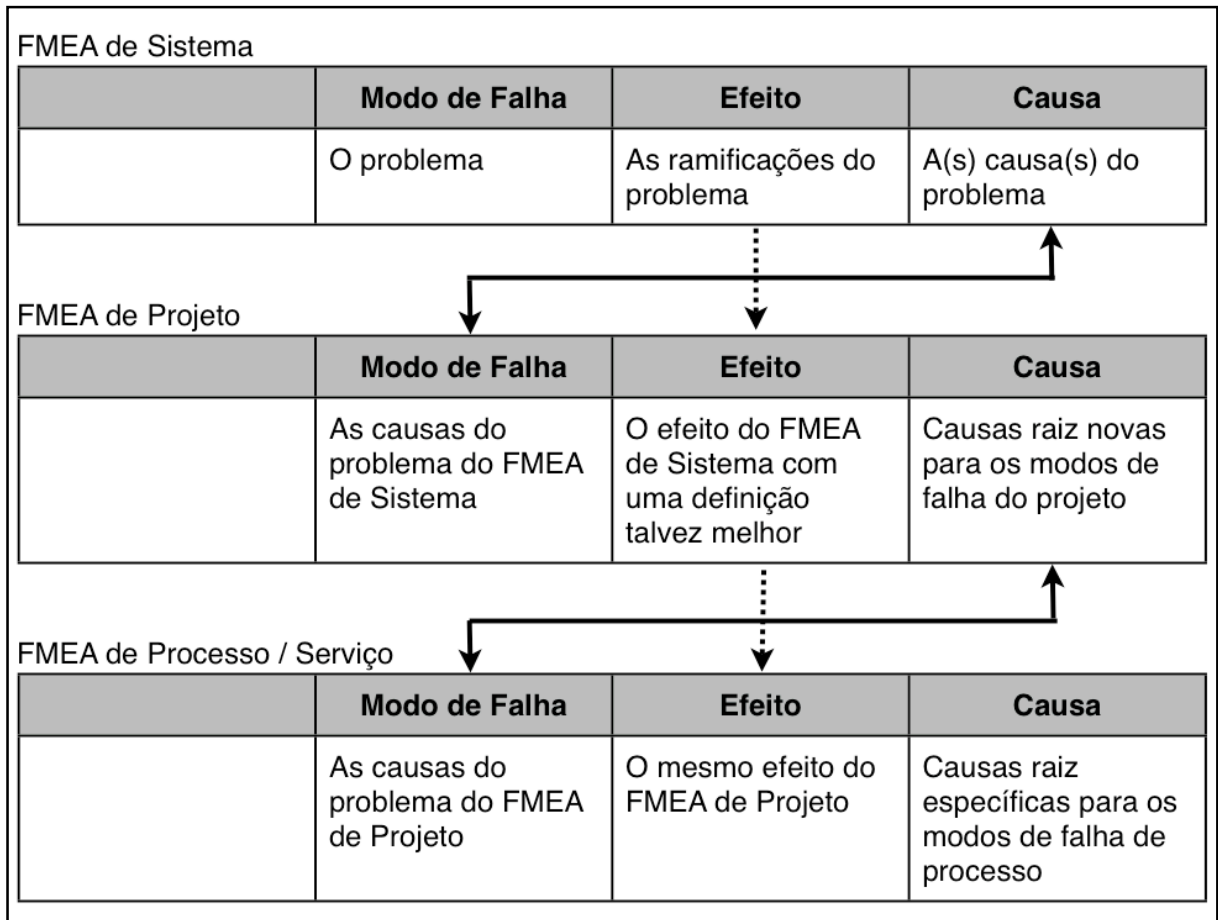 FMEA de Sistema
Modo de Falha Efeito Causa
O problema
As ramificações do
problema
A(s) causa(s) do
problema
FMEA de Projeto
Modo de Falha Efeito Causa
As causas do
problema do FMEA
de Sistema
O efeito do FMEA
de Sistema com
uma definição
talvez melhor
Causas raiz novas
para os modos de
falha do projeto
FMEA de Processo / Serviço
Modo de Falha Efeito Causa
As causas do
problema do FMEA
de Projeto
O mesmo efeito do
FMEA de Projeto
Causas raiz
específicas para os
modos de falha de
processo